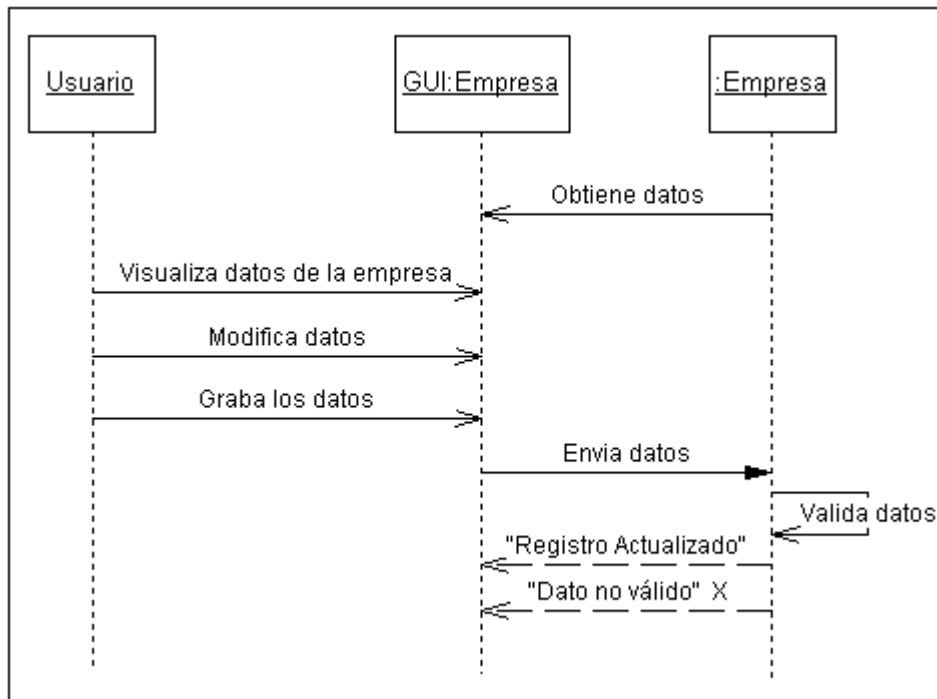 Usuario
GUI:Empresa
:Empresa
Obtiene datos
Visualiza datos de la empresa
Modifica datos
Graba los datos
Envia datos
Valida datos
"Registro Actualizado"
"Dato no válido" X